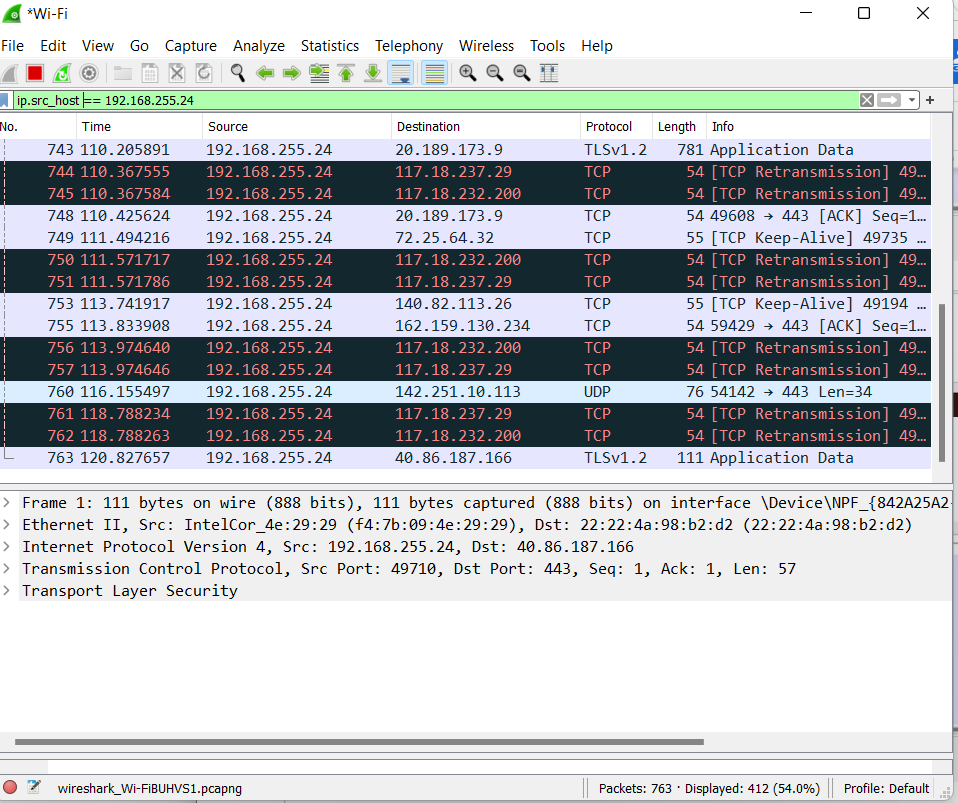 *Wi-Fi
File Edit View Go Capture Analyze Statistics Telephony Wireless Tools Help
ip.src_host == 192.168.255.24
No. Time Source Destination Protocol Length Info
743 110.205891 192.168.255.24 20.189.173.9 TLSv1.2 781 Application Data
744 110.367555 192.168.255.24 117.18.237.29 TCP 54 [TCP Retransmission] 49…
745 110.367584 192.168.255.24 117.18.232.200 TCP 54 [TCP Retransmission] 49…
748 110.425624 192.168.255.24 20.189.173.9 TCP 54 49608 → 443 [ACK] Seq=1…
749 111.494216 192.168.255.24 72.25.64.32 TCP 55 [TCP Keep-Alive] 49735 …
750 111.571717 192.168.255.24 117.18.232.200 TCP 54 [TCP Retransmission] 49…
751 111.571786 192.168.255.24 117.18.237.29 TCP 54 [TCP Retransmission] 49…
753 113.741917 192.168.255.24 140.82.113.26 TCP 55 [TCP Keep-Alive] 49194 …
755 113.833908 192.168.255.24 162.159.130.234 TCP 54 59429 → 443 [ACK] Seq=1…
756 113.974640 192.168.255.24 117.18.232.200 TCP 54 [TCP Retransmission] 49…
757 113.974646 192.168.255.24 117.18.237.29 TCP 54 [TCP Retransmission] 49…
760 116.155497 192.168.255.24 142.251.10.113 UDP 76 54142 → 443 Len=34
761 118.788234 192.168.255.24 117.18.237.29 TCP 54 [TCP Retransmission] 49…
762 118.788263 192.168.255.24 117.18.232.200 TCP 54 [TCP Retransmission] 49…
763 120.827657 192.168.255.24 40.86.187.166 TLSv1.2 111 Application Data
Frame 1: 111 bytes on wire (888 bits), 111 bytes captured (888 bits) on interface \Device\NPF_{842A25A2-
Ethernet II, Src: IntelCor_4e:29:29 (f4:7b:09:4e:29:29), Dst: 22:22:4a:98:b2:d2 (22:22:4a:98:b2:d2)
Internet Protocol Version 4, Src: 192.168.255.24, Dst: 40.86.187.166
Transmission Control Protocol, Src Port: 49710, Dst Port: 443, Seq: 1, Ack: 1, Len: 57
Transport Layer Security
wireshark_Wi-FiBUHVS1.pcapng Packets: 763 · Displayed: 412 (54.0%) Profile: Default